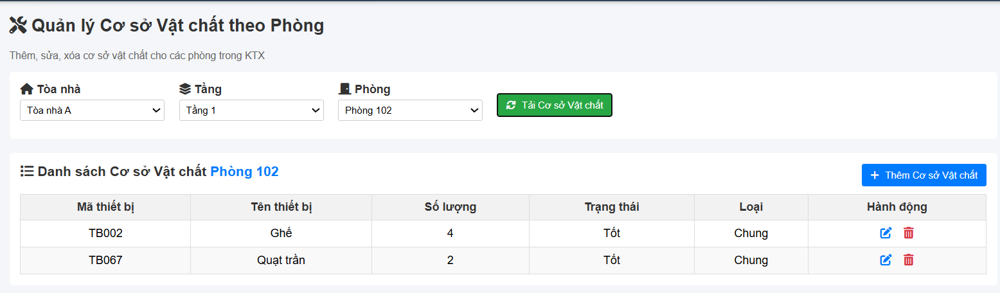 Quản lý Cơ sở Vật chất theo Phòng
Thêm, sửa, xóa cơ sở vật chất cho các phòng trong KTX
Tòa nhà Tầng Phòng
Tòa nhà A Tầng 1 Phòng 102 Tải Cơ sở Vật chất
Danh sách Cơ sở Vật chất Phòng 102 Thêm Cơ sở Vật chất
Mã thiết bị Tên thiết bị Số lượng Trạng thái Loại Hành động
TB002 Ghế 4 Tốt Chung
TB067 Quạt trần 2 Tốt Chung